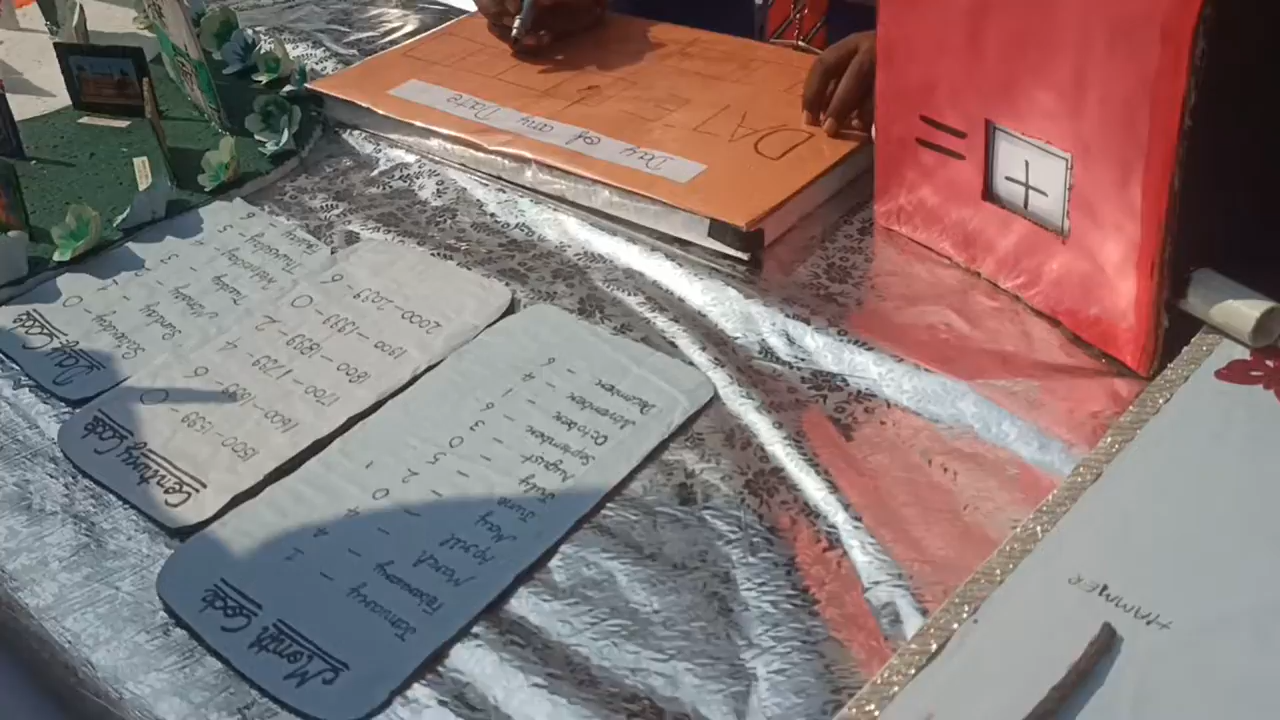 DATE
Day of any Date
=
+
Day Code
Saturday - 0
Sunday - 1
Monday - 2
Tuesday - 3
Wednesday - 4
Thursday - 5
6
Century Code
1500-1599 - 0
1600-1699 - 6
1700-1799 - 4
1800-1899 - 2
1900-1999 - 0
2000-2099 - 6
Month Code
January - 1
- 4
March - 4
April - 0
May - 2
June - 5
July - 0
August - 3
September - 6
October - 1
November - 4
December - 6
HAMMER